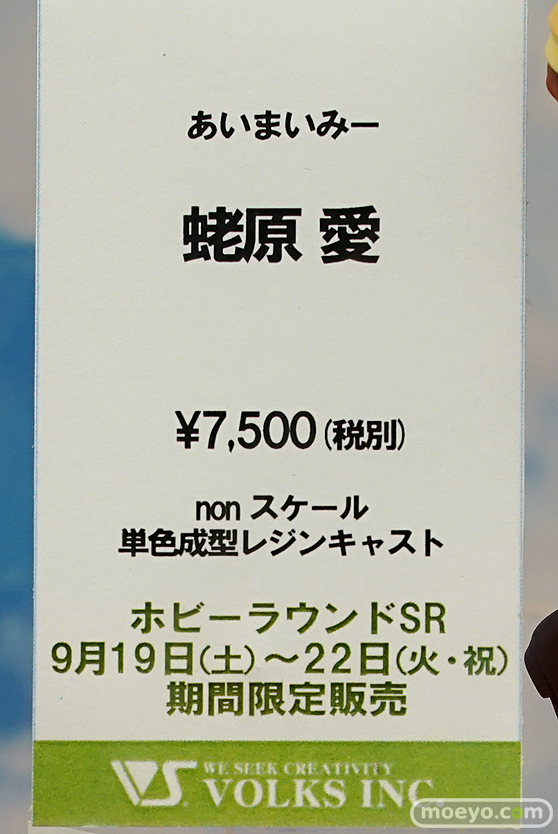 あいまいみー
蛯原 愛
¥7,500(税別)
non スケール
単色成型レジンキャスト
ホビーラウンドSR
9月19日(土)～22日(火・祝)
期間限定販売
VS
WE SEEK CREATIVITY
VOLKS INC.
moeyo.com